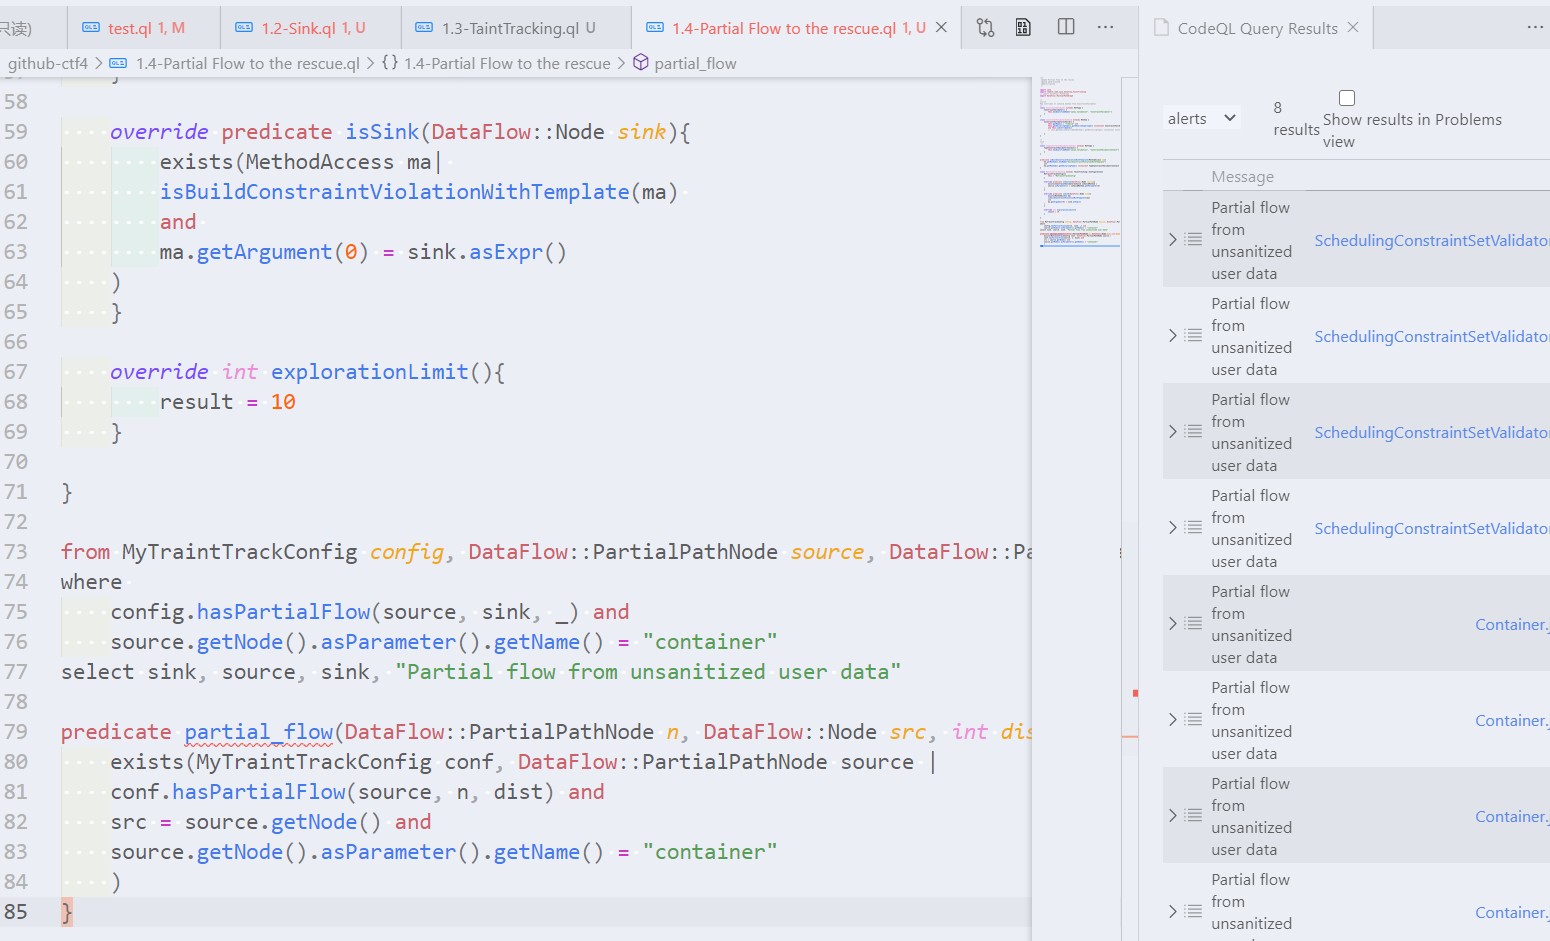 只读)
test.ql 1, M
1.2-Sink.ql 1, U
1.3-TaintTracking.ql U
1.4-Partial Flow to the rescue.ql 1, U
CodeQL Query Results
github-ctf4 > 1.4-Partial Flow to the rescue.ql > {} 1.4-Partial Flow to the rescue > partial_flow
58
59 override predicate isSink(DataFlow::Node sink){
60 exists(MethodAccess ma|
61 isBuildConstraintViolationWithTemplate(ma)
62 and
63 ma.getArgument(0) = sink.asExpr()
64 )
65 }
66
67 override int explorationLimit(){
68 result = 10
69 }
70
71 }
72
73 from MyTraintTrackConfig config, DataFlow::PartialPathNode source, DataFlow::Pa
74 where
75 config.hasPartialFlow(source, sink, _) and
76 source.getNode().asParameter().getName() = "container"
77 select sink, source, sink, "Partial flow from unsanitized user data"
78
79 predicate partial_flow(DataFlow::PartialPathNode n, DataFlow::Node src, int dis
80 exists(MyTraintTrackConfig conf, DataFlow::PartialPathNode source |
81 conf.hasPartialFlow(source, n, dist) and
82 src = source.getNode() and
83 source.getNode().asParameter().getName() = "container"
84 )
85 }
alerts
8
results
Show results in Problems
view
Message
Partial flow
from
unsanitized
user data
SchedulingConstraintSetValidator
Partial flow
from
unsanitized
user data
SchedulingConstraintSetValidator
Partial flow
from
unsanitized
user data
SchedulingConstraintSetValidator
Partial flow
from
unsanitized
user data
SchedulingConstraintSetValidator
Partial flow
from
unsanitized
user data
Container.
Partial flow
from
unsanitized
user data
Container.
Partial flow
from
unsanitized
user data
Container.
Partial flow
from
unsanitized
Container.